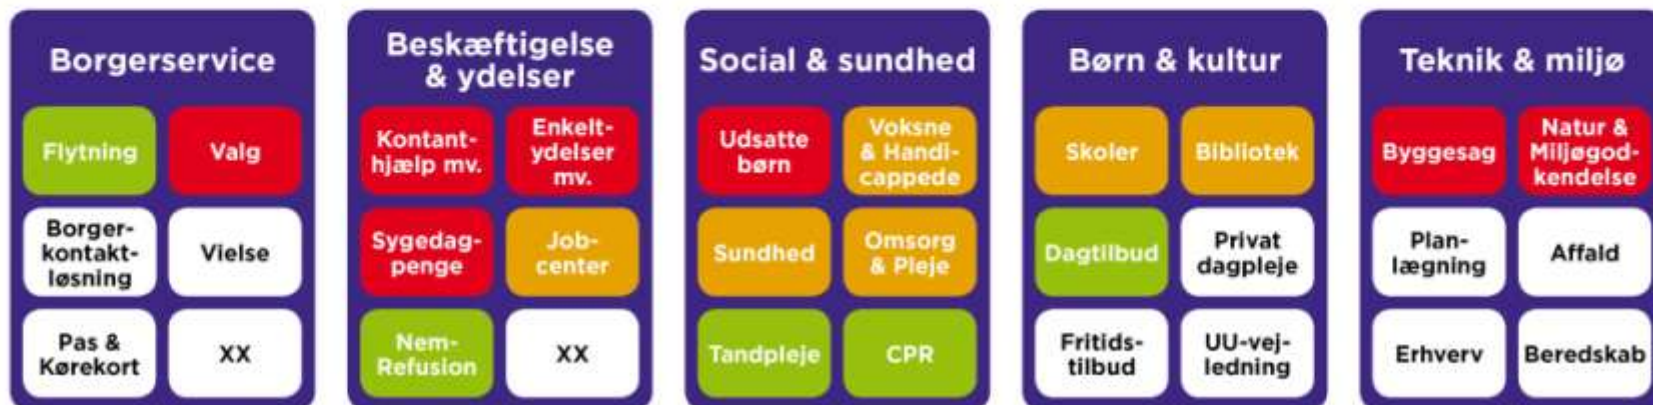 Borgerservice
Flytning
Valg
Borger-
kontakt-
løsning
Vielse
Pas &
Kørekort
XX
Beskæftigelse
& ydelser
Kontant-
hjælp mv.
Enkelt-
ydelser
mv.
Sygedag-
penge
Job-
center
Nem-
Refusion
XX
Social & sundhed
Udsatte
børn
Voksne
& Handi-
cappede
Sundhed
Omsorg
& Pleje
Tandpleje
CPR
Børn & kultur
Skoler
Bibliotek
Dagtilbud
Privat
dagpleje
Fritids-
tilbud
UU-vej-
ledning
Teknik & miljø
Byggesag
Natur &
Miljøgod-
kendelse
Plan-
lægning
Affald
Erhverv
Beredskab